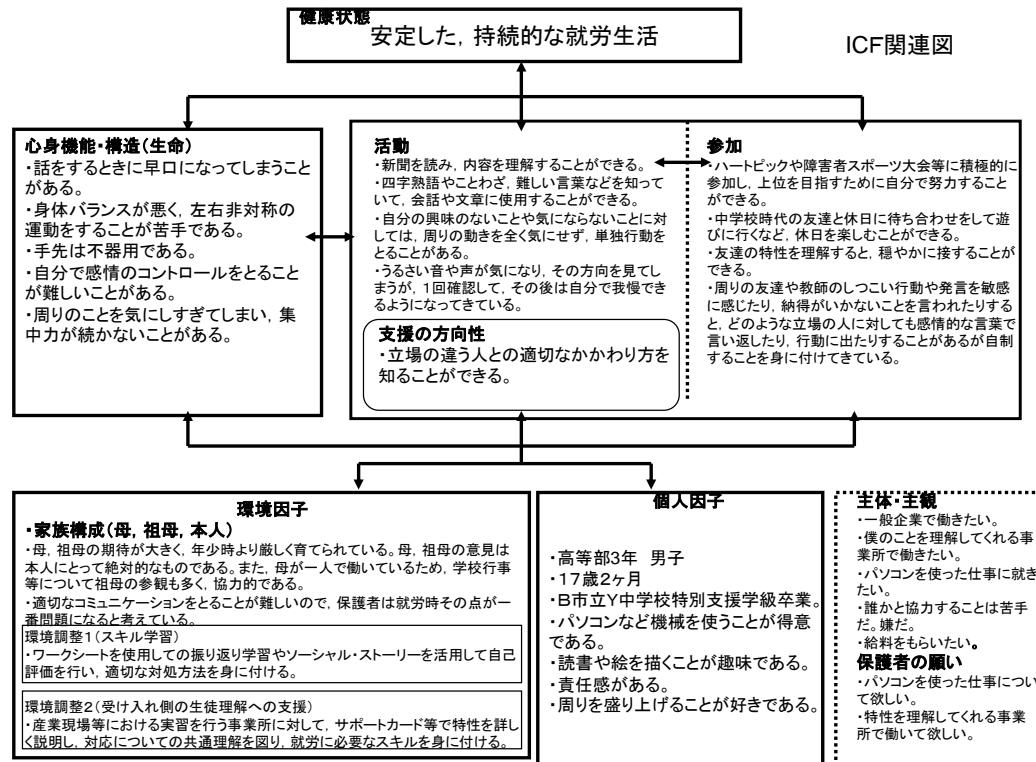 健康状態
安定した，持続的な就労生活
ICF関連図
心身機能・構造（生命）
・話をするときに早口になってしまうこと
がある。
・身体バランスが悪く，左右非対称の
運動をすることが苦手である。
・手先は不器用である。
・自分で感情のコントロールをとること
が難しいことがある。
・周りのことを気にしすぎてしまい，集
中力が続かないことがある。
活動
・新聞を読み，内容を理解することができる。
・四字熟語やことわざ，難しい言葉などを知って
いて，会話や文章に使用することができる。
・自分の興味のないことや気にならないことに対
しては，周りの動きを全く気にせず，単独行動を
とることがある。
・うるさい音や声が気になり，その方向を見てし
まうが，1回確認して，その後は自分で我慢でき
るようになってきている。
支援の方向性
・立場の違う人との適切なかかわり方を
知ることができる。
参加
・ハートピックや障害者スポーツ大会等に積極的に
参加し，上位を目指すために自分で努力すること
ができる。
・中学校時代の友達と休日に待ち合わせをして遊
びに行くなど，休日を楽しむことができる。
・友達の特性を理解すると，穏やかに接することが
できる。
・周りの友達や教師のしつこい行動や発言を敏感
に感じたり，納得がいかないことを言われたりする
と，どのような立場の人に対しても感情的な言葉で
言い返したり，行動に出たりすることがあるが自制
することを身に付けてきている。
環境因子
・家族構成（母，祖母，本人）
・母，祖母の期待が大きく，年少時より厳しく育てられている。母，祖母の意見は
本人にとって絶対的なものである。また，母が一人で働いているため，学校行事
等について祖母の参観も多く，協力的である。
・適切なコミュニケーションをとることが難しいので，保護者は就労時その点が一
番問題になると考えている。
環境調整1（スキル学習）
・ワークシートを使用しての振り返り学習やソーシャル・ストーリーを活用して自己
評価を行い，適切な対処方法を身に付ける。
環境調整2（受け入れ側の生徒理解への支援）
・産業現場等における実習を行う事業所に対して，サポートカード等で特性を詳し
く説明し，対応についての共通理解を図り，就労に必要なスキルを身に付ける。
個人因子
・高等部3年　男子
・17歳2ヶ月
・B市立Y中学校特別支援学級卒業。
・パソコンなど機械を使うことが得意
である。
・読書や絵を描くことが趣味である。
・責任感がある。
・周りを盛り上げることが好きである。
主体・主観
・一般企業で働きたい。
・僕のことを理解してくれる事
業所で働きたい。
・パソコンを使った仕事に就き
たい。
・誰かと協力することは苦手
だ。嫌だ。
・給料をもらいたい。
保護者の願い
・パソコンを使った仕事につい
て欲しい。
・特性を理解してくれる事業
所で働いて欲しい。